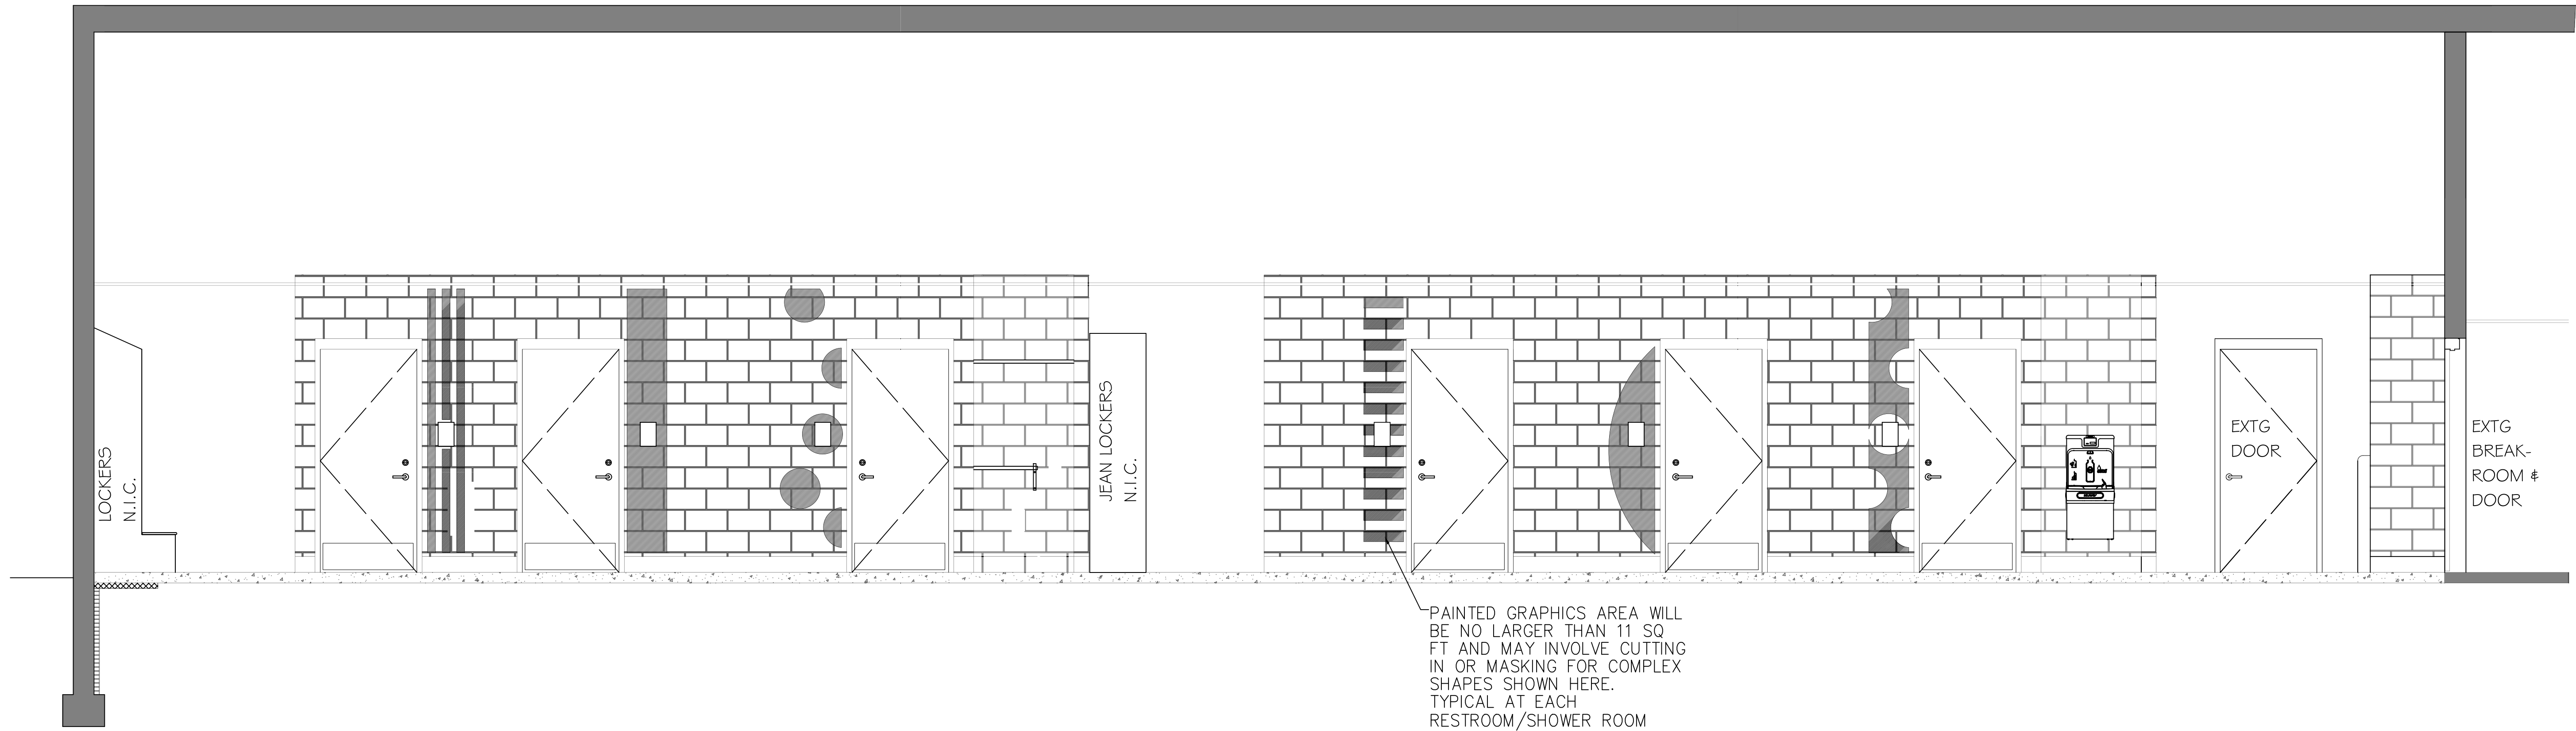 LOCKERS
N.I.C.
JEAN LOCKERS
N.I.C.
EXTG
DOOR
EXTG
BREAK-
ROOM &
DOOR
PAINTED GRAPHICS AREA WILL
BE NO LARGER THAN 11 SQ
FT AND MAY INVOLVE CUTTING
IN OR MASKING FOR COMPLEX
SHAPES SHOWN HERE.
TYPICAL AT EACH
RESTROOM/SHOWER ROOM